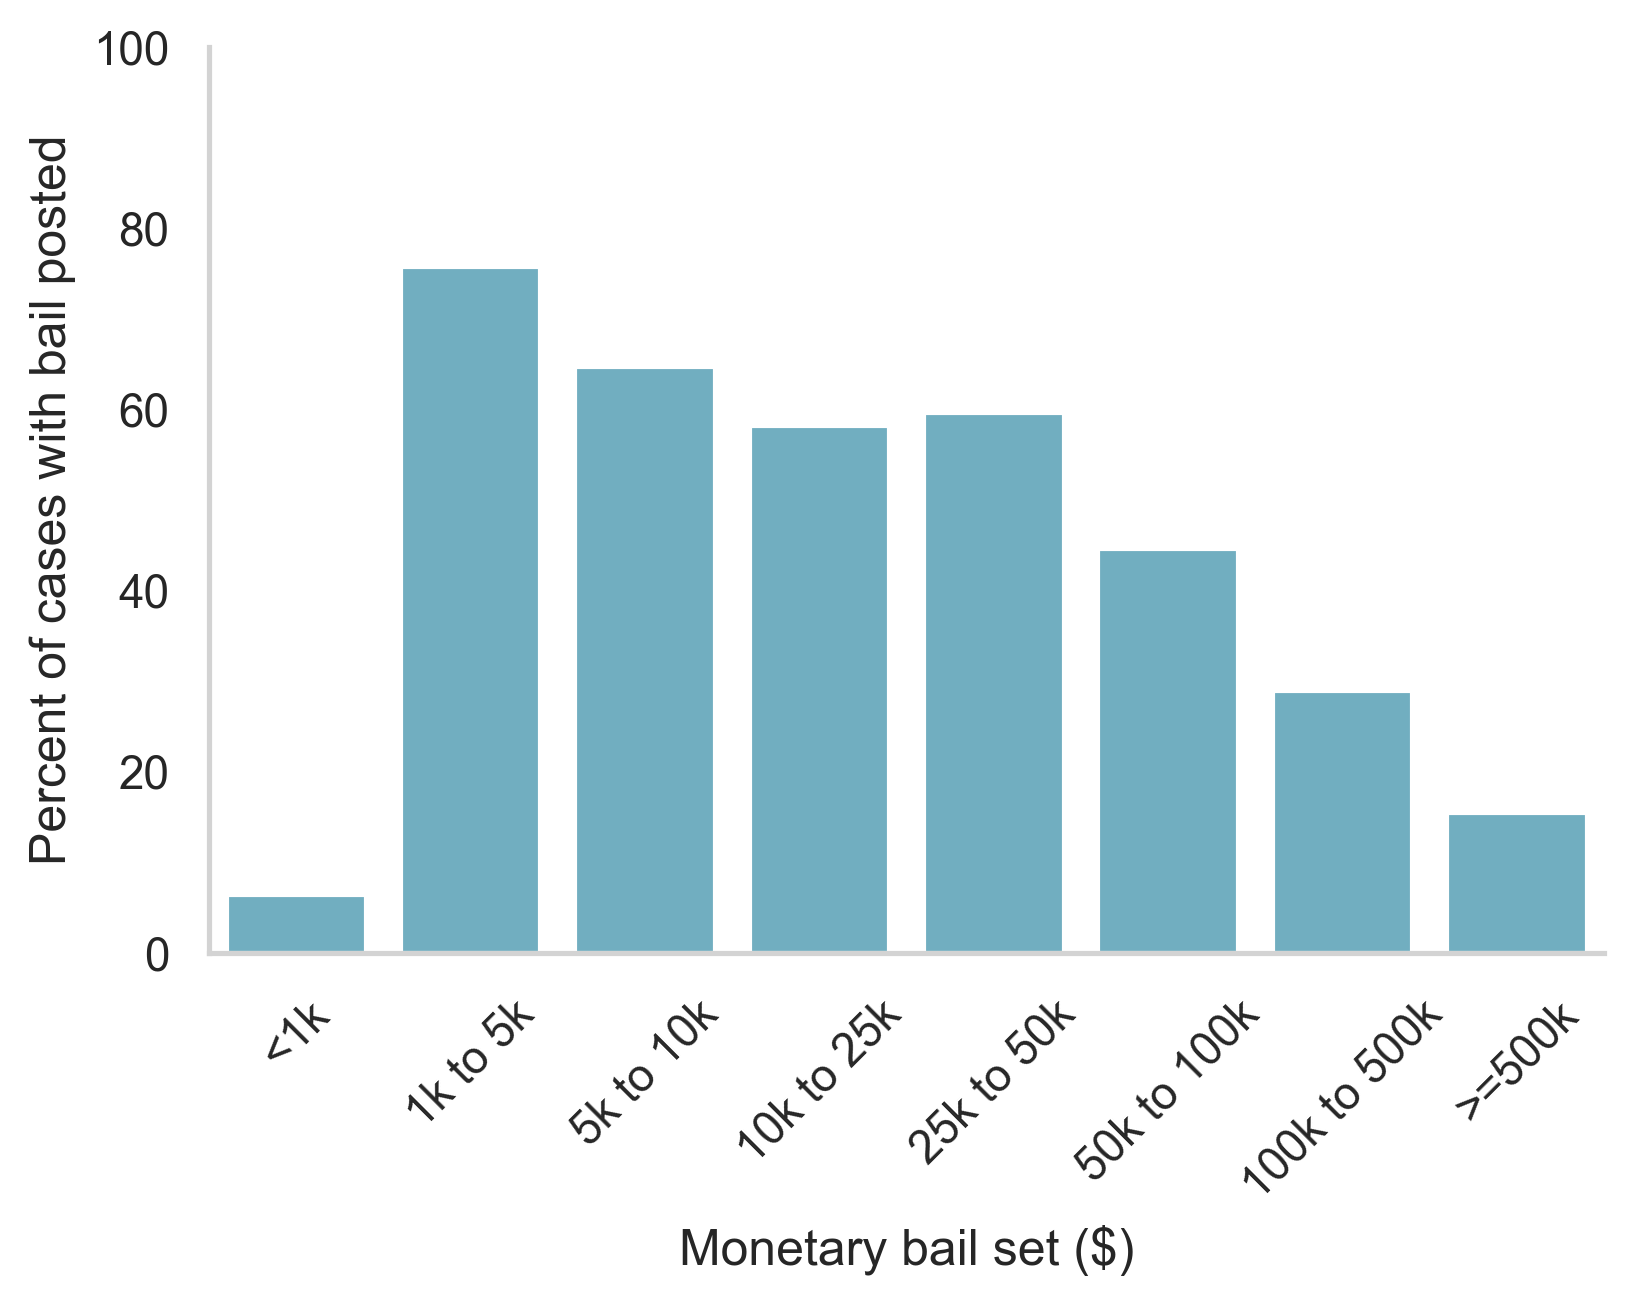 Percent of cases with bail posted
100
80
60
40
20
0
<1k
1k to 5k
5k to 10k
10k to 25k
25k to 50k
50k to 100k
100k to 500k
>=500k
Monetary bail set ($)